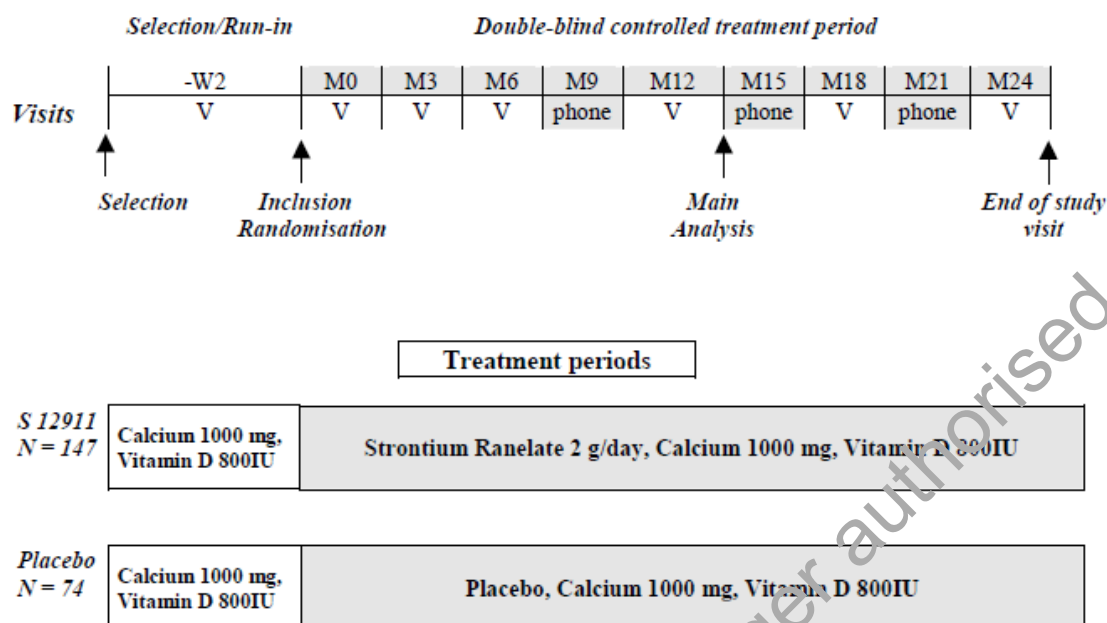 Selection/Run-in Double-blind controlled treatment period
-W2 M0 M3 M6 M9 M12 M15 M18 M21 M24
Visits V V V V phone V phone V phone V
Selection Inclusion Main End of study
Randomisation Analysis visit
Treatment periods
S 12911
N = 147
Calcium 1000 mg,
Vitamin D 800IU
Strontium Ranelate 2 g/day, Calcium 1000 mg, Vitamin D 800IU
Placebo
N = 74
Calcium 1000 mg,
Vitamin D 800IU
Placebo, Calcium 1000 mg, Vitamin D 800IU
authorised